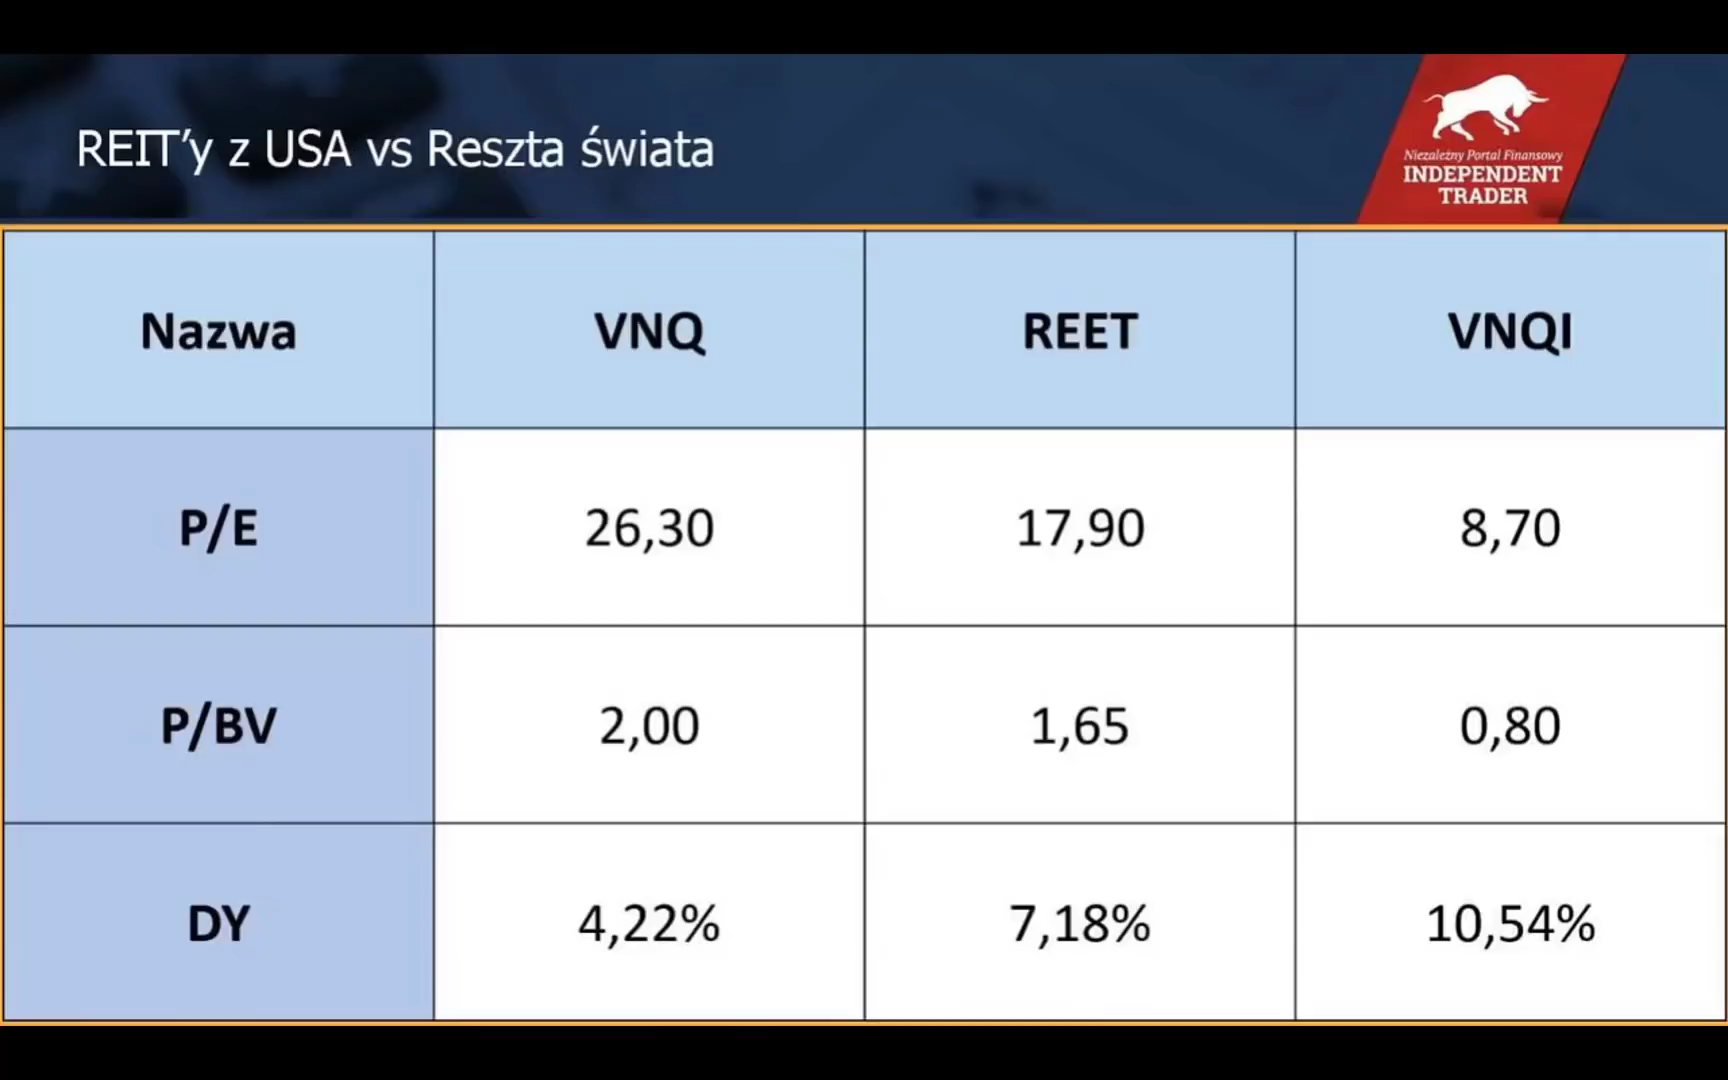 REIT’y z USA vs Reszta świata
Niezależny Portal Finansowy
INDEPENDENT
TRADER
Nazwa VNQ REET VNQI
P/E 26,30 17,90 8,70
P/BV 2,00 1,65 0,80
DY 4,22% 7,18% 10,54%